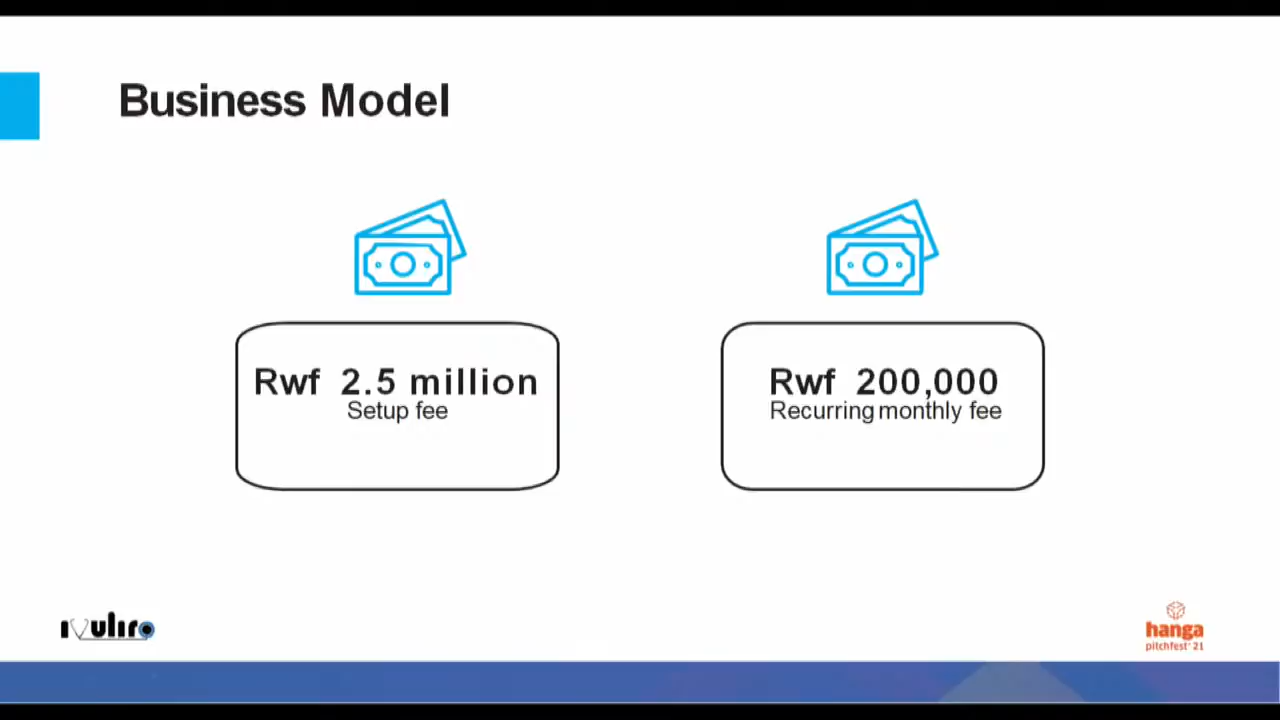 Business Model
Rwf 2.5 million
Setup fee
Rwf 200,000
Recurring monthly fee
ivuliro
hanga
pitchfest' 21